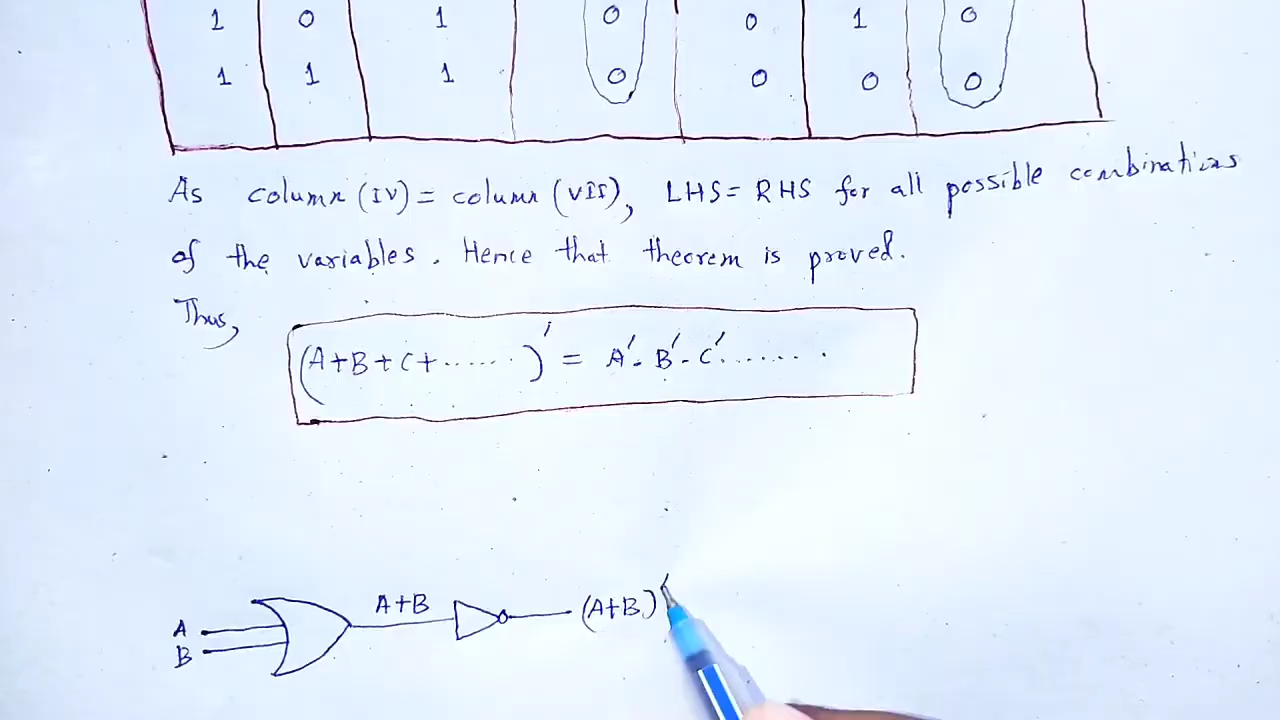 1 0 1 0 0 1 0
1 1 1 0 0 0 0
As column (IV) = column (VII), LHS = RHS for all possible combinations
of the variables. Hence that theorem is proved.
Thus,
(A+B+C+......)′ = A′. B′. C′........
A+B
(A+B)′
A
B